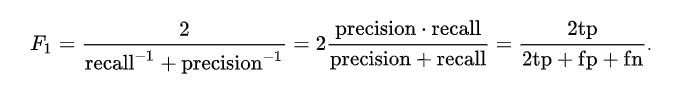 F₁ = 2 / (recall⁻¹ + precision⁻¹) = 2 (precision · recall) / (precision + recall) = 2tp / (2tp + fp + fn).